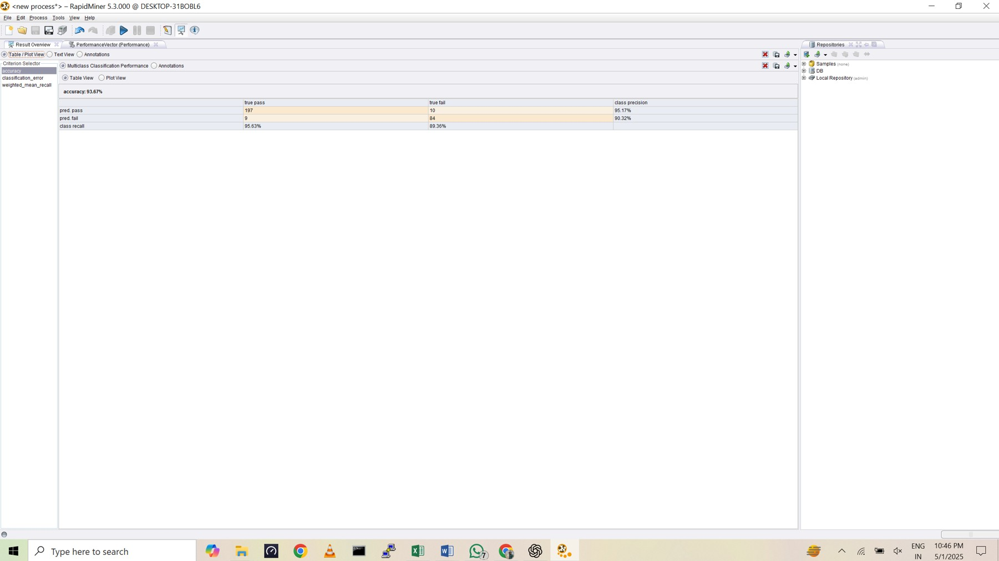 <new process*> – RapidMiner 5.3.000 @ DESKTOP-31BOBL6
File Edit Process Tools View Help
Result Overview PerformanceVector (Performance)
Table / Plot View Text View Annotations
Criterion Selector
accuracy
classification_error
weighted_mean_recall
Multiclass Classification Performance Annotations
Table View Plot View
accuracy: 93.67%
true pass true fail class precision
pred. pass 197 10 95.17%
pred. fail 9 84 90.32%
class recall 95.63% 89.36%
Repositories
Samples (none)
DB
Local Repository (admin)
Type here to search
7
ENG
IN
10:46 PM
5/1/2025